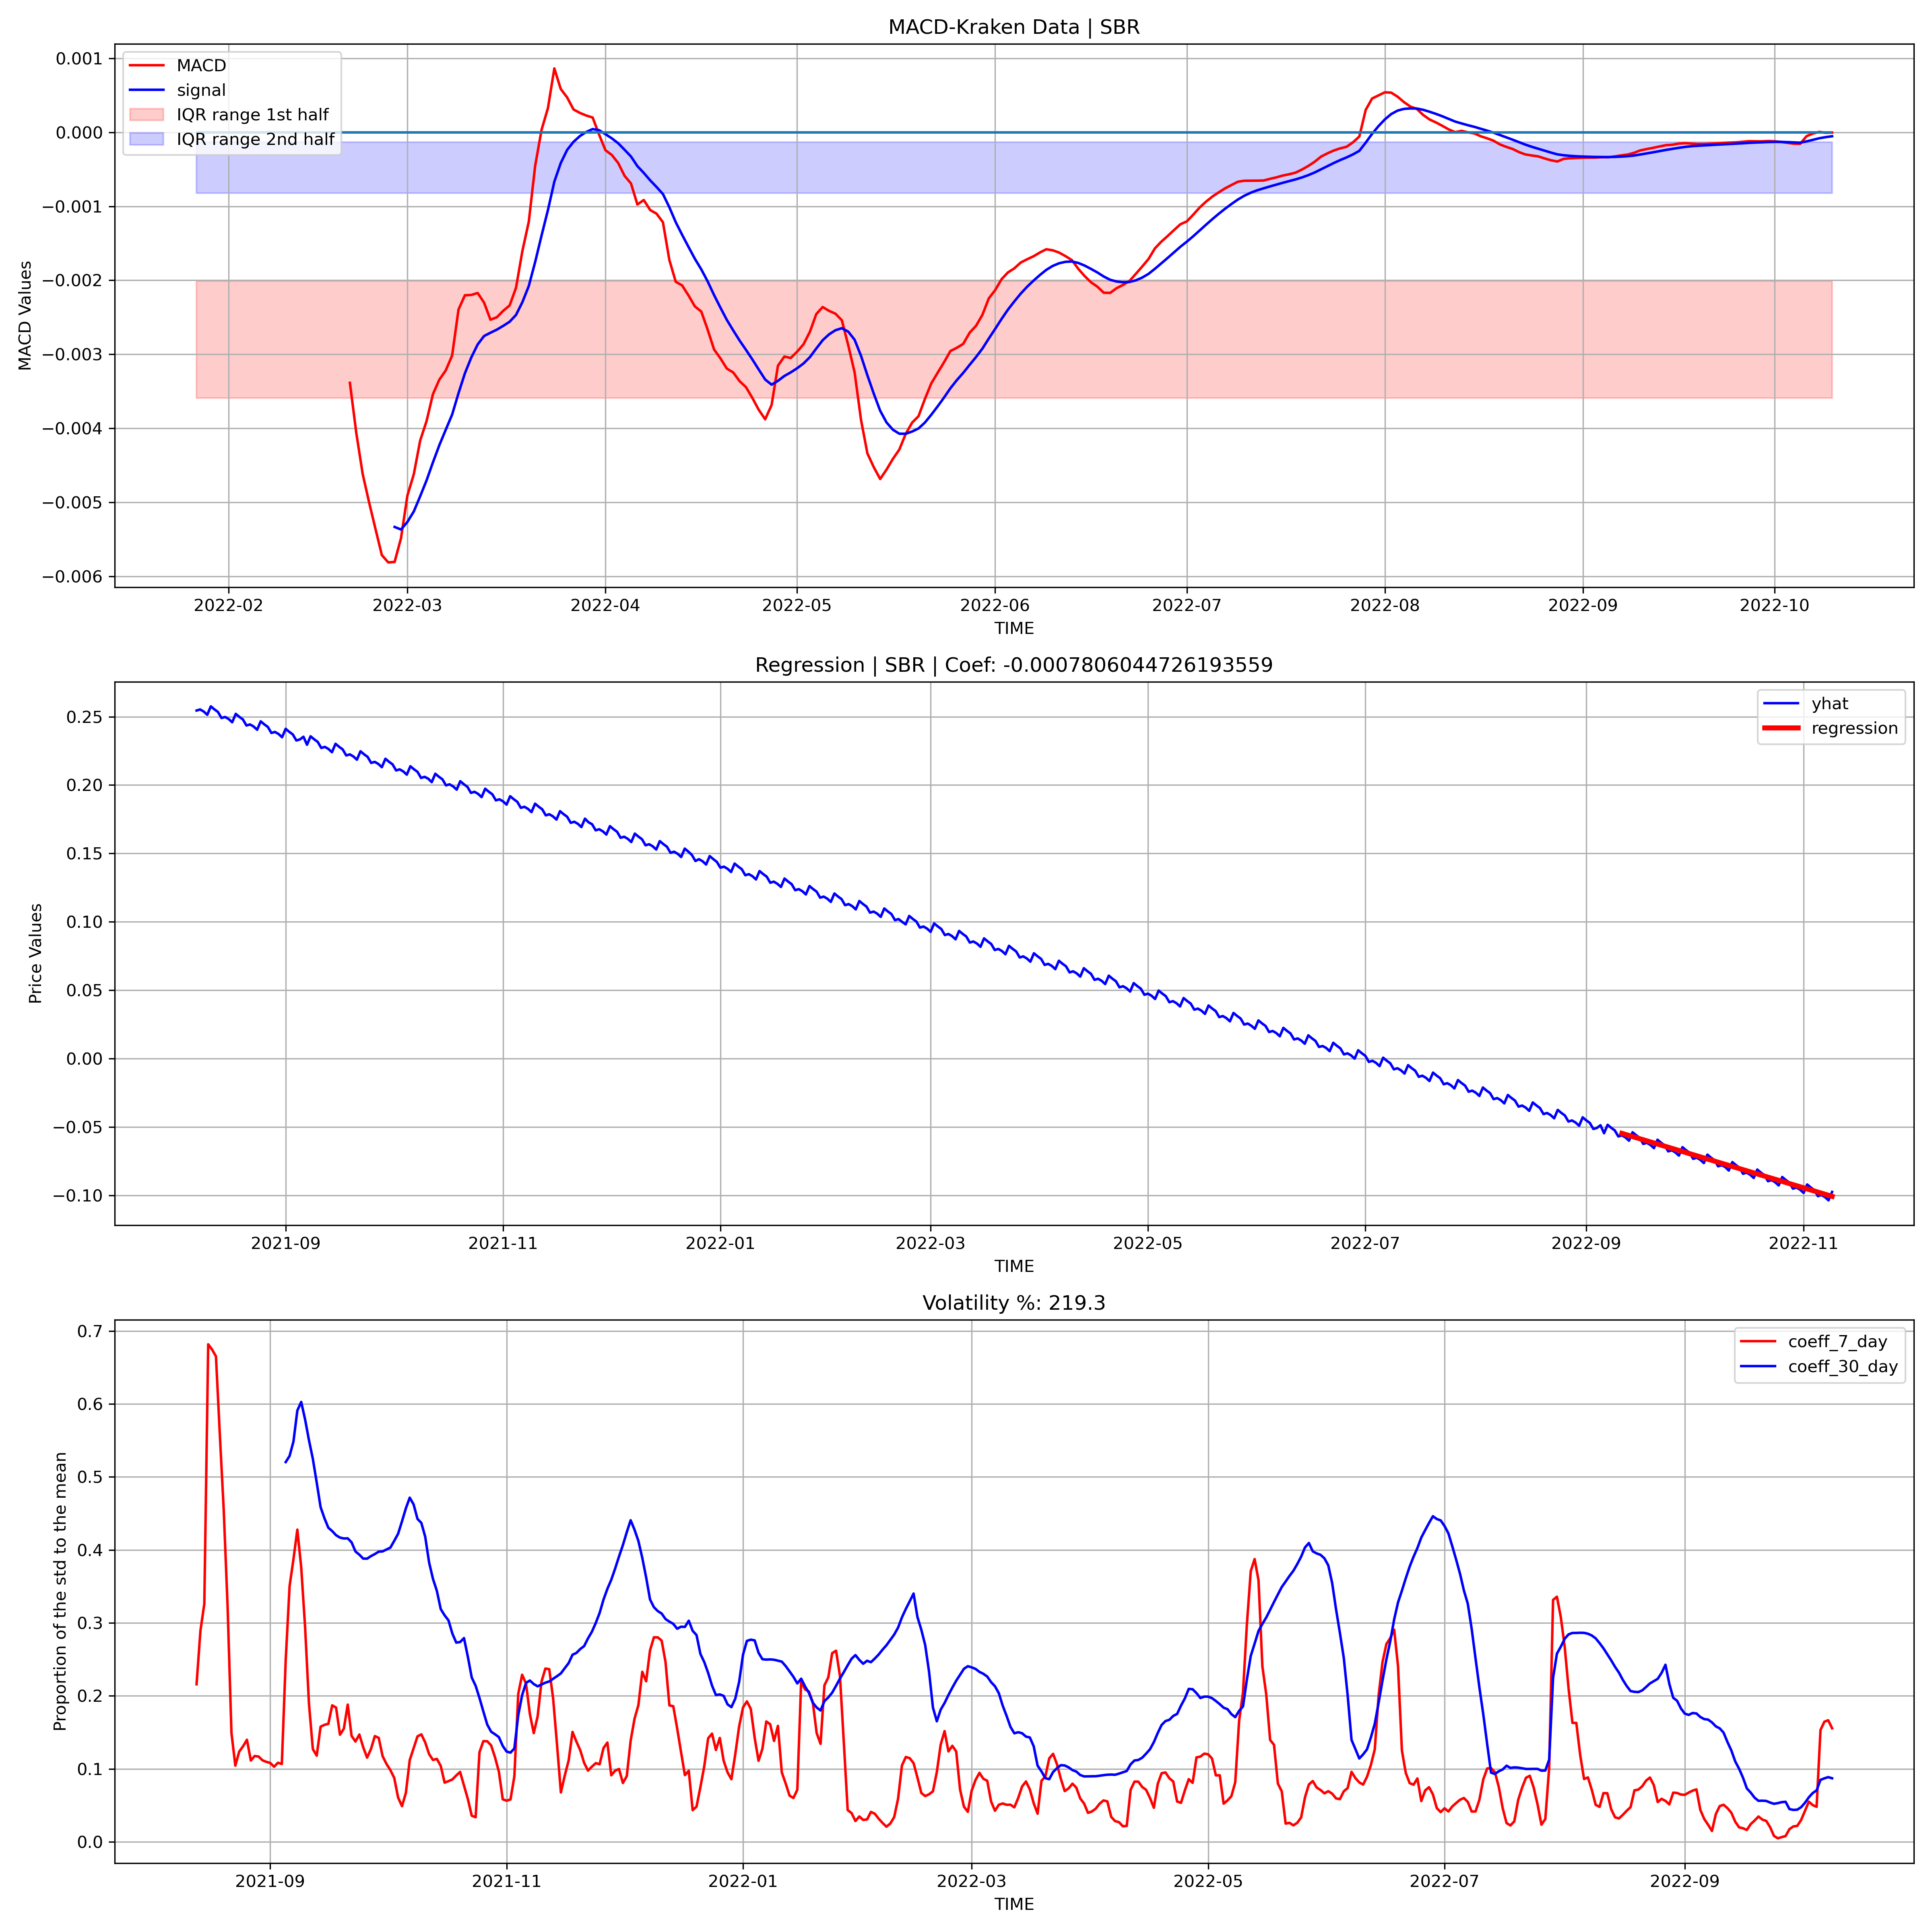 MACD-Kraken Data | SBR
MACD
signal
IQR range 1st half
IQR range 2nd half
MACD Values
0.001
0.000
−0.001
−0.002
−0.003
−0.004
−0.005
−0.006
2022-02 2022-03 2022-04 2022-05 2022-06 2022-07 2022-08 2022-09 2022-10
TIME
Regression | SBR | Coef: -0.0007806044726193559
yhat
regression
Price Values
0.25
0.20
0.15
0.10
0.05
0.00
−0.05
−0.10
2021-09 2021-11 2022-01 2022-03 2022-05 2022-07 2022-09 2022-11
TIME
Volatility %: 219.3
coeff_7_day
coeff_30_day
Proportion of the std to the mean
0.7
0.6
0.5
0.4
0.3
0.2
0.1
0.0
2021-09 2021-11 2022-01 2022-03 2022-05 2022-07 2022-09
TIME